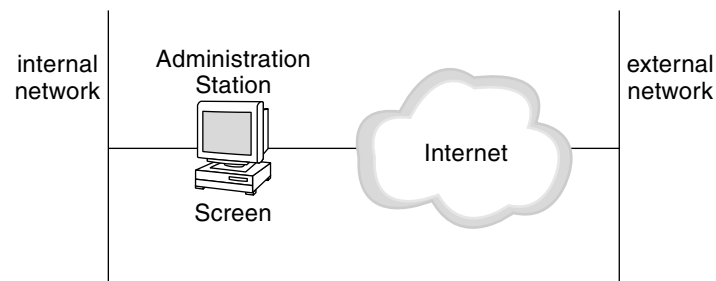 internal
network
Administration
Station
Screen
Internet
external
network